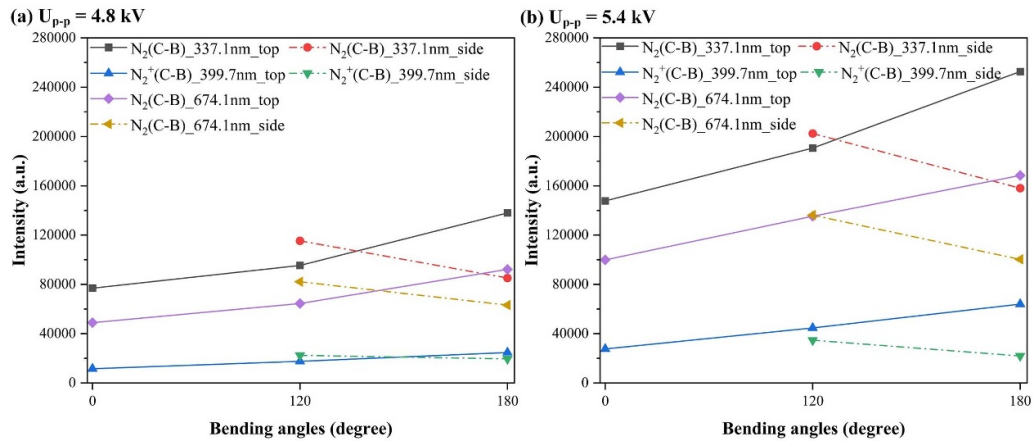 (a) Uₚ₋ₚ = 4.8 kV
280000
240000
200000
160000
120000
80000
40000
0
Intensity (a.u.)
N₂(C-B)_337.1nm_top
N₂(C-B)_337.1nm_side
N₂⁺(C-B)_399.7nm_top
N₂⁺(C-B)_399.7nm_side
N₂(C-B)_674.1nm_top
N₂(C-B)_674.1nm_side
0 120 180
Bending angles (degree)
(b) Uₚ₋ₚ = 5.4 kV
280000
240000
200000
160000
120000
80000
40000
0
Intensity (a.u.)
N₂(C-B)_337.1nm_top
N₂(C-B)_337.1nm_side
N₂⁺(C-B)_399.7nm_top
N₂⁺(C-B)_399.7nm_side
N₂(C-B)_674.1nm_top
N₂(C-B)_674.1nm_side
0 120 180
Bending angles (degree)